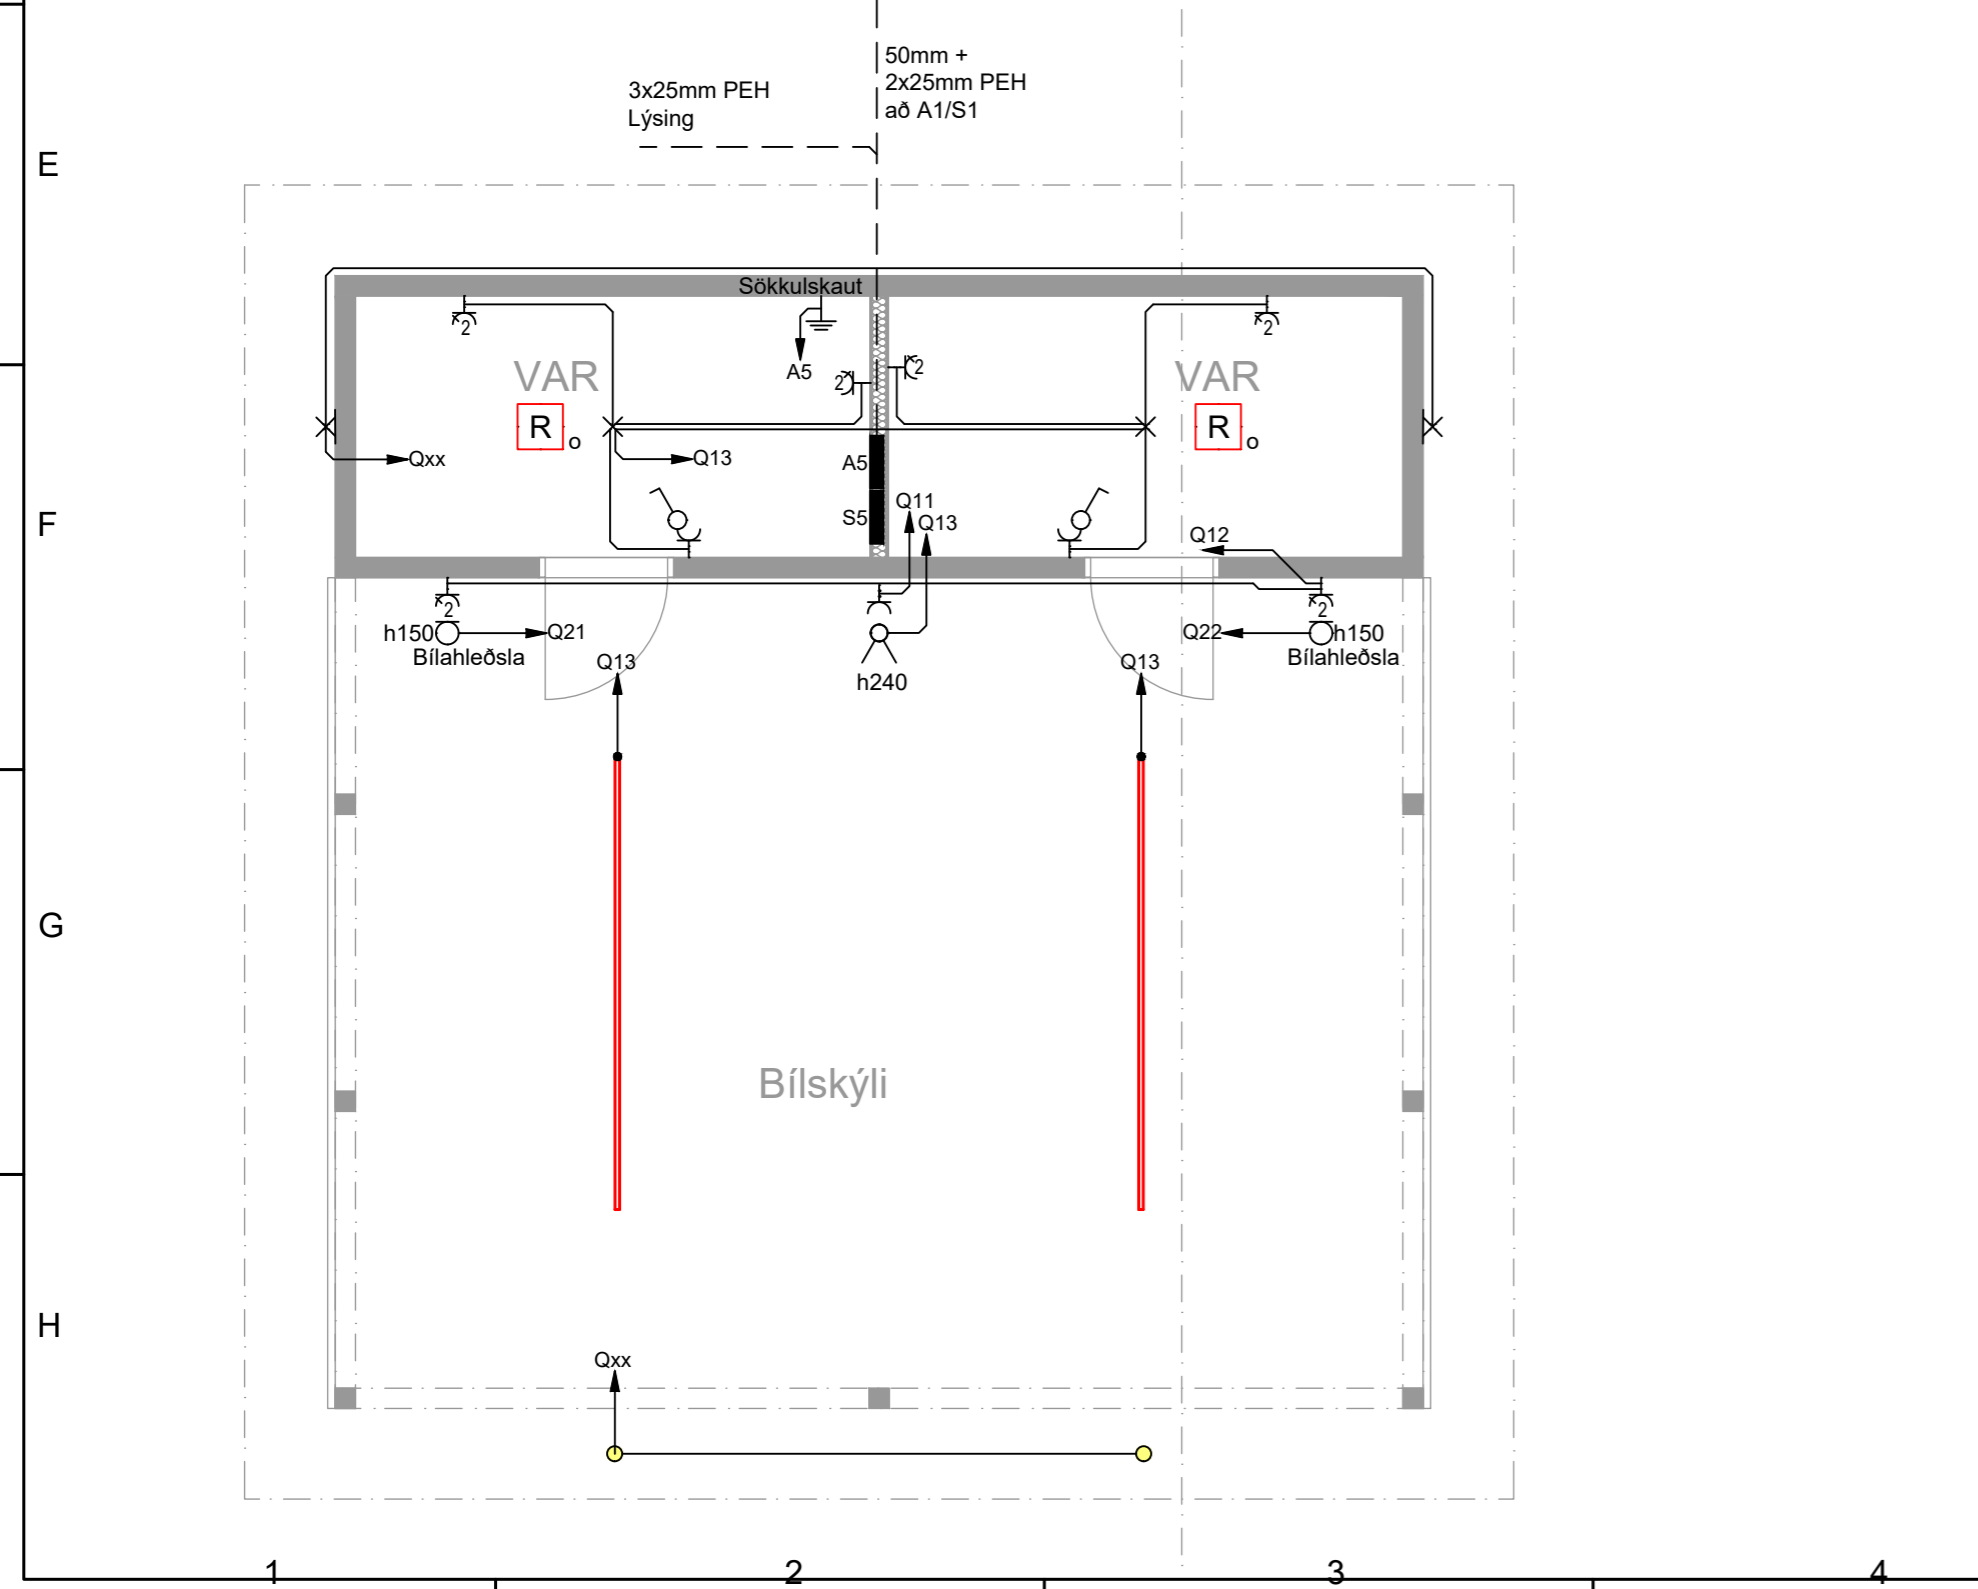 50mm +
3x25mm PEH
2x25mm PEH
Lýsing
að A1/S1
E
Sökkulskaut
2
2
A5
2
2
VAR
VAR
R
o
R
o
Qxx
Q13
A5
S5
Q11
Q13
F
Q12
2
2
h150
Q21
Q22
h150
Bílahleðsla
Bílahleðsla
Q13
Q13
h240
G
Bílskýli
H
Qxx
1
2
3
4